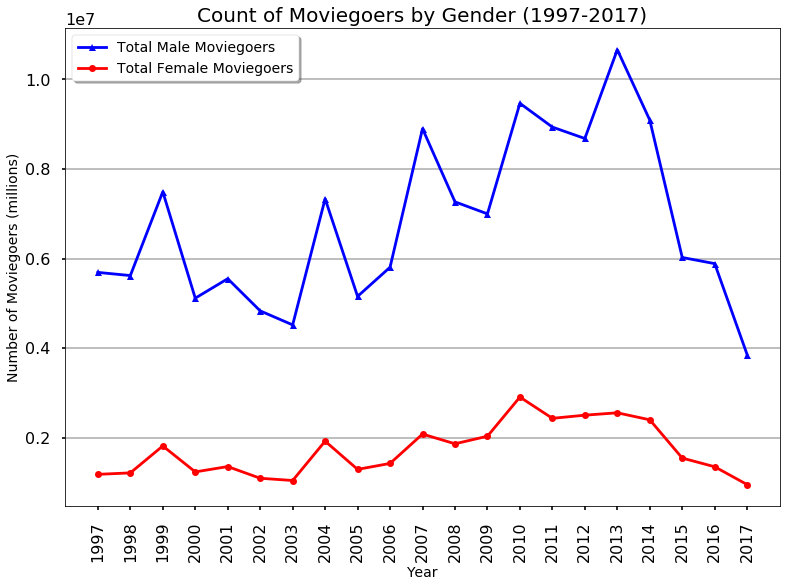 Count of Moviegoers by Gender (1997-2017)
1e7
Total Male Moviegoers
Total Female Moviegoers
Number of Moviegoers (millions)
1.0
0.8
0.6
0.4
0.2
1997 1998 1999 2000 2001 2002 2003 2004 2005 2006 2007 2008 2009 2010 2011 2012 2013 2014 2015 2016 2017
Year